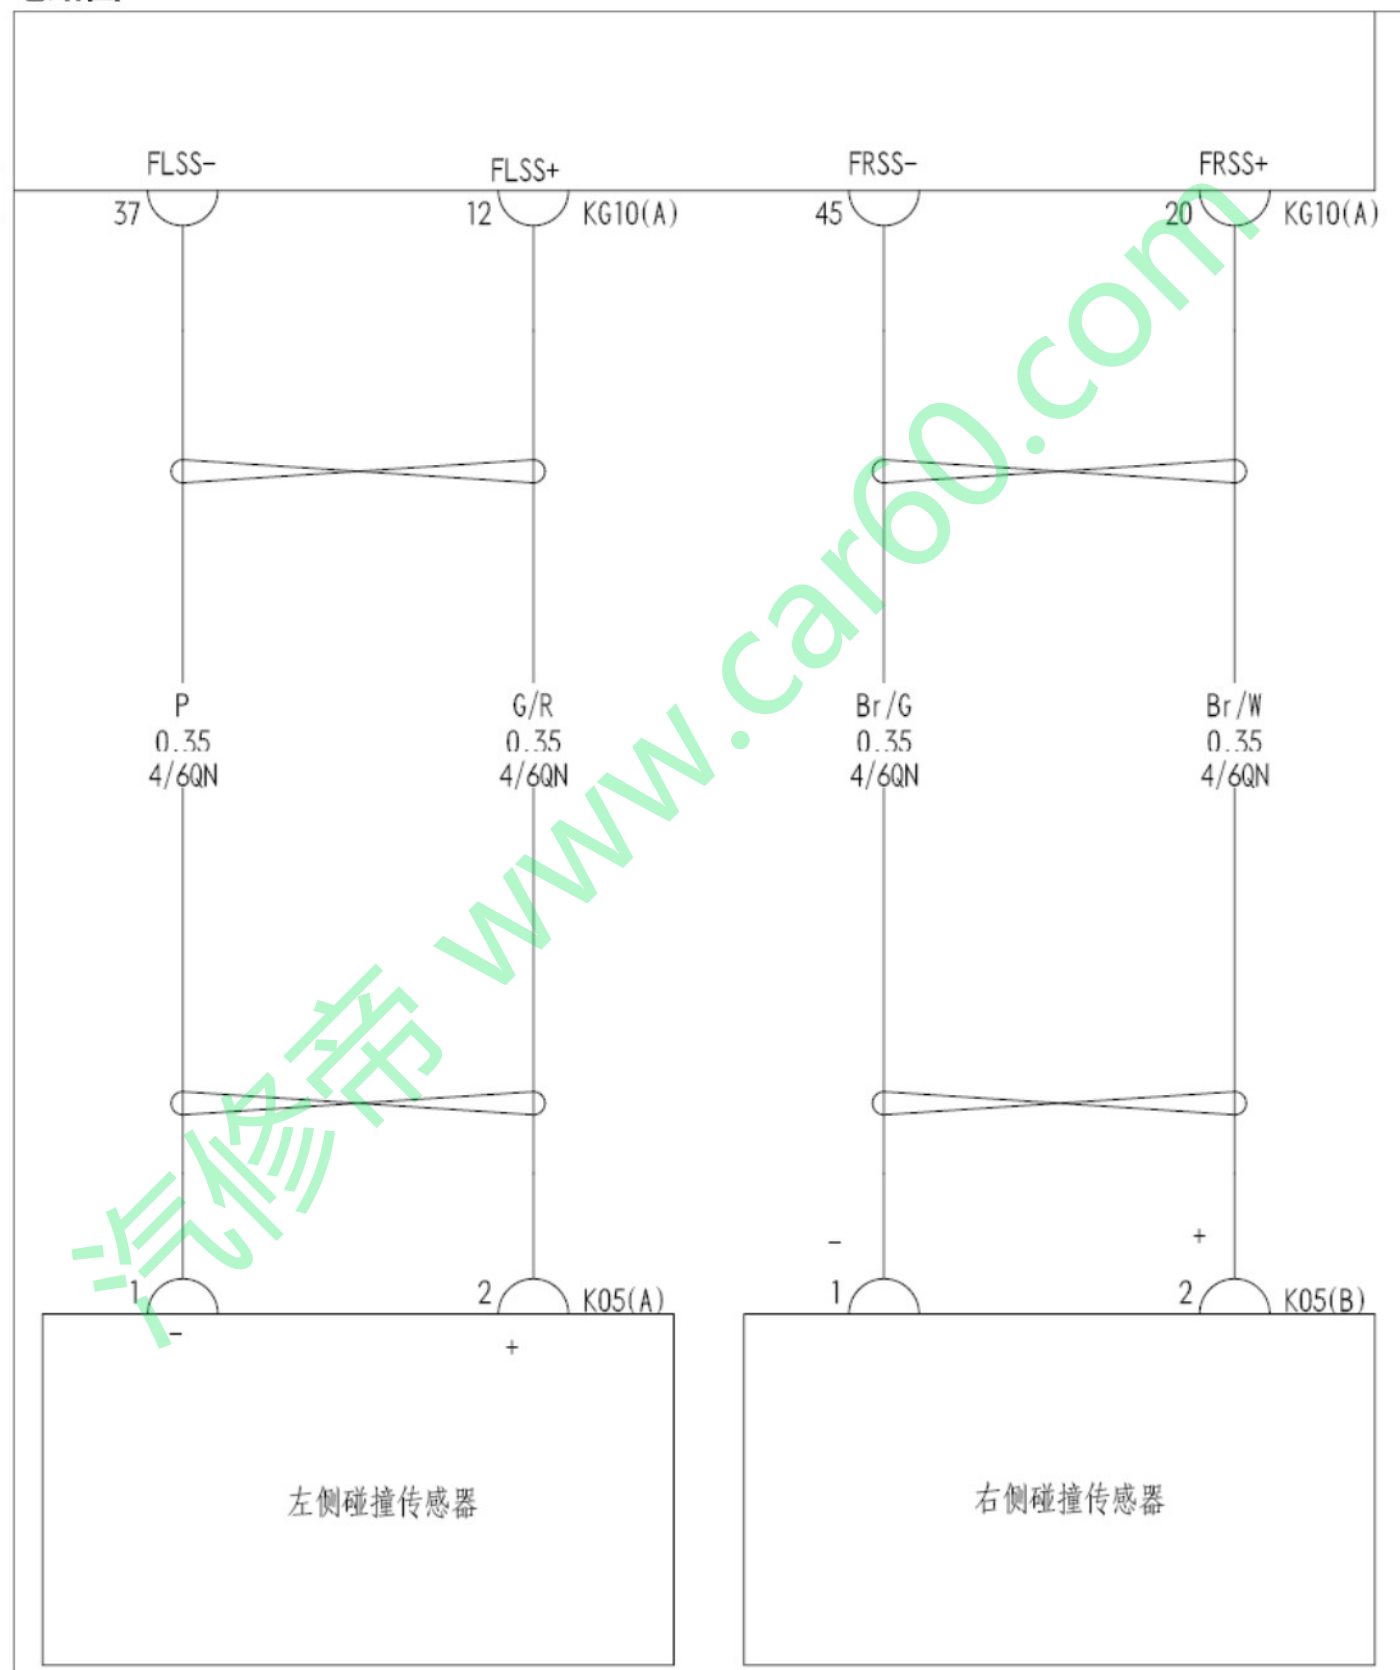 FLSS-
FLSS+
FRSS-
FRSS+
37
12
KG10(A)
45
20
KG10(A)
P
G/R
Br/G
Br/W
0.35
0.35
0.35
0.35
4/6QN
4/6QN
4/6QN
4/6QN
汽修帝 www.car60.com
-
+
1
2
K05(A)
1
2
K05(B)
-
+
左侧碰撞传感器
右侧碰撞传感器